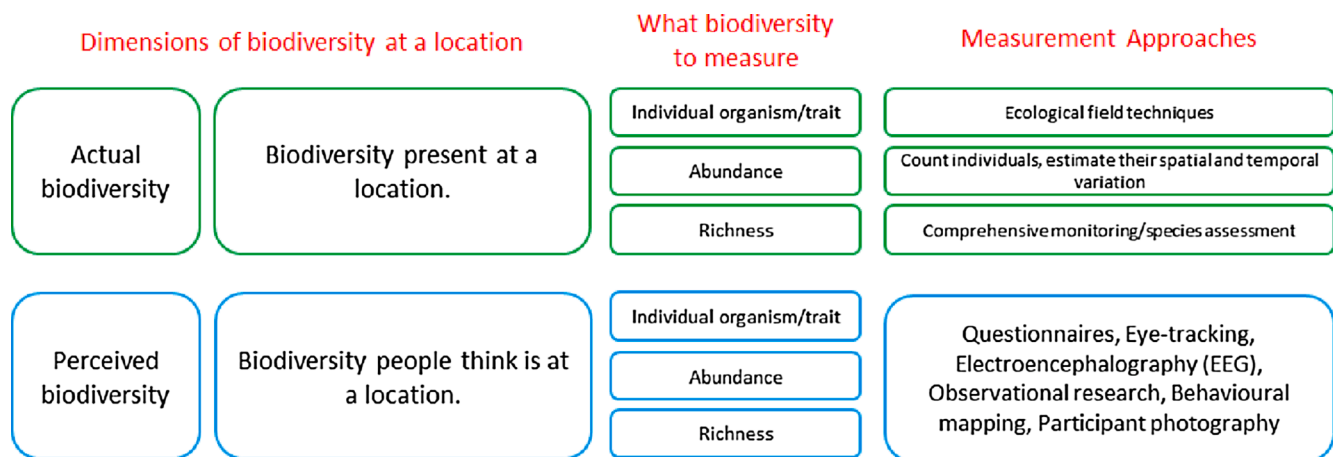 Dimensions of biodiversity at a location
What biodiversity
to measure
Measurement Approaches
Actual
biodiversity
Biodiversity present at a
location.
Individual organism/trait
Abundance
Richness
Ecological field techniques
Count individuals, estimate their spatial and temporal
variation
Comprehensive monitoring/species assessment
Perceived
biodiversity
Biodiversity people think is at
a location.
Individual organism/trait
Abundance
Richness
Questionnaires, Eye-tracking,
Electroencephalography (EEG),
Observational research, Behavioural
mapping, Participant photography